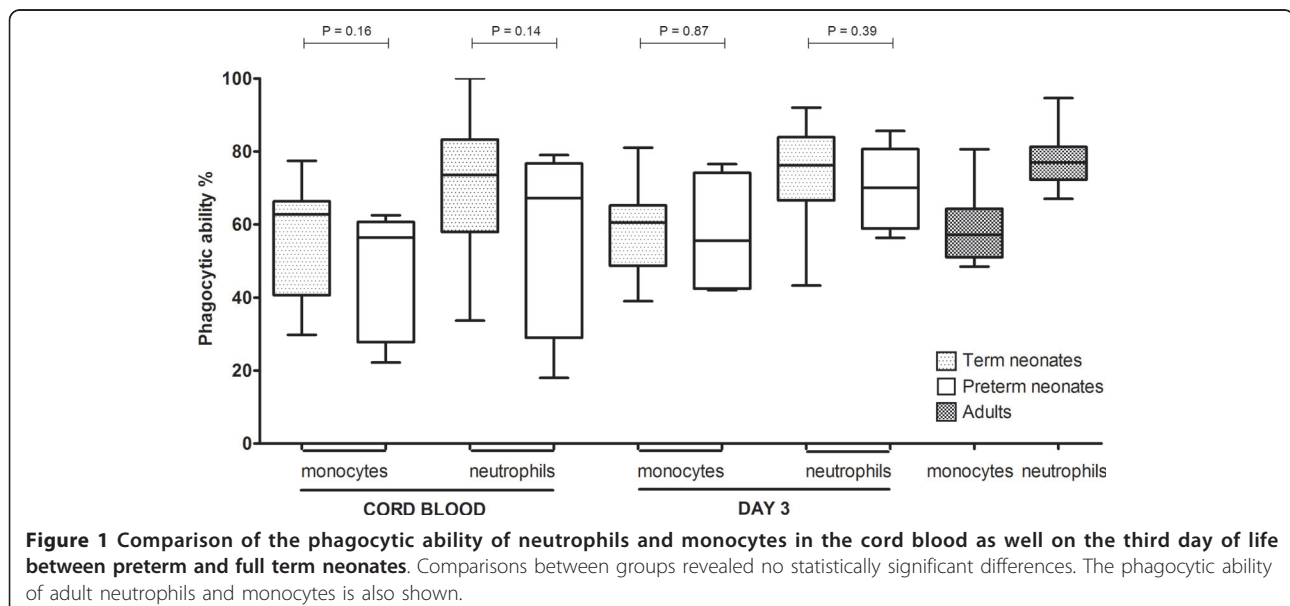 P = 0.16 P = 0.14 P = 0.87 P = 0.39
100
80
60
40
20
0
Phagocytic ability %
Term neonates
Preterm neonates
Adults
monocytes neutrophils monocytes neutrophils monocytes neutrophils
CORD BLOOD DAY 3
Figure 1 Comparison of the phagocytic ability of neutrophils and monocytes in the cord blood as well on the third day of life
between preterm and full term neonates. Comparisons between groups revealed no statistically significant differences. The phagocytic ability
of adult neutrophils and monocytes is also shown.